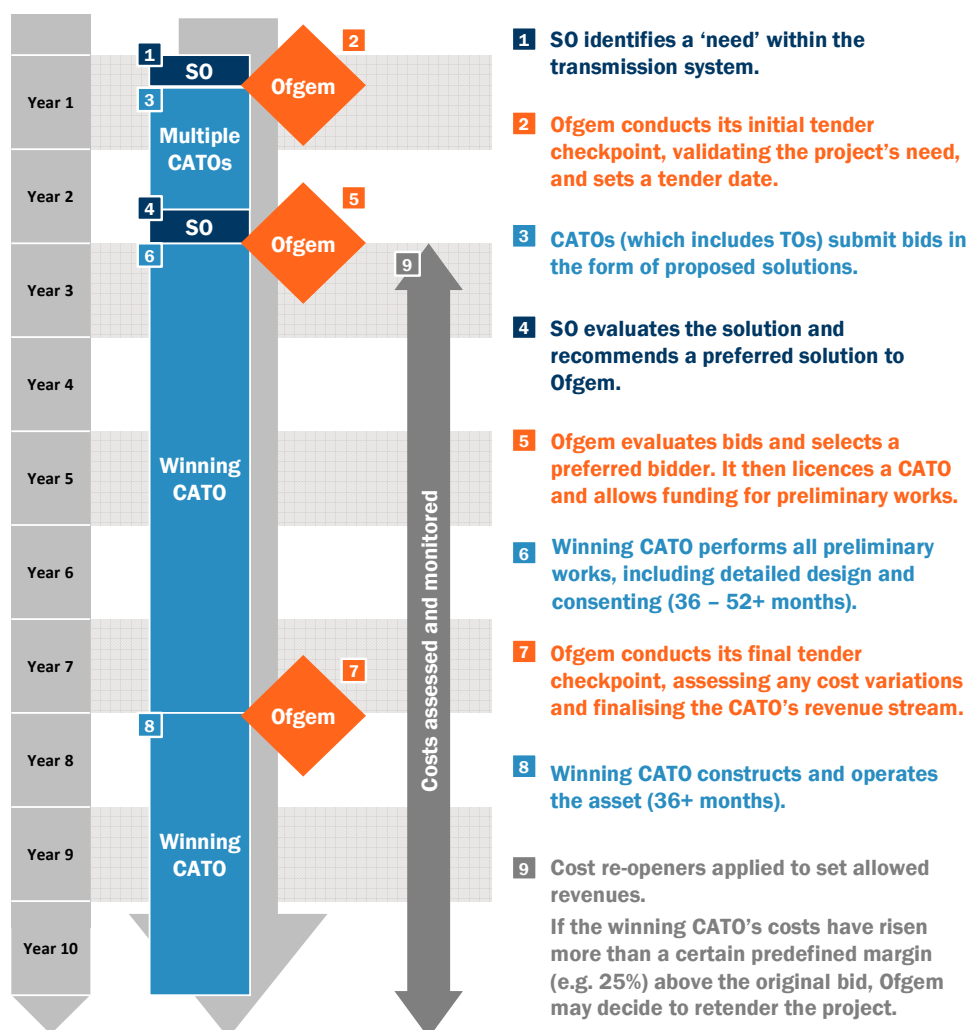 Year 1
Year 2
Year 3
Year 4
Year 5
Year 6
Year 7
Year 8
Year 9
Year 10
1
SO
2
Ofgem
3
Multiple
CATOs
4
SO
5
Ofgem
6
Winning
CATO
7
Ofgem
8
Winning
CATO
9
Costs assessed and monitored
1 SO identifies a ‘need’ within the
transmission system.
2 Ofgem conducts its initial tender
checkpoint, validating the project’s need,
and sets a tender date.
3 CATOs (which includes TOs) submit bids in
the form of proposed solutions.
4 SO evaluates the solution and
recommends a preferred solution to
Ofgem.
5 Ofgem evaluates bids and selects a
preferred bidder. It then licences a CATO
and allows funding for preliminary works.
6 Winning CATO performs all preliminary
works, including detailed design and
consenting (36 – 52+ months).
7 Ofgem conducts its final tender
checkpoint, assessing any cost variations
and finalising the CATO’s revenue stream.
8 Winning CATO constructs and operates
the asset (36+ months).
9 Cost re-openers applied to set allowed
revenues.
If the winning CATO’s costs have risen
more than a certain predefined margin
(e.g. 25%) above the original bid, Ofgem
may decide to retender the project.